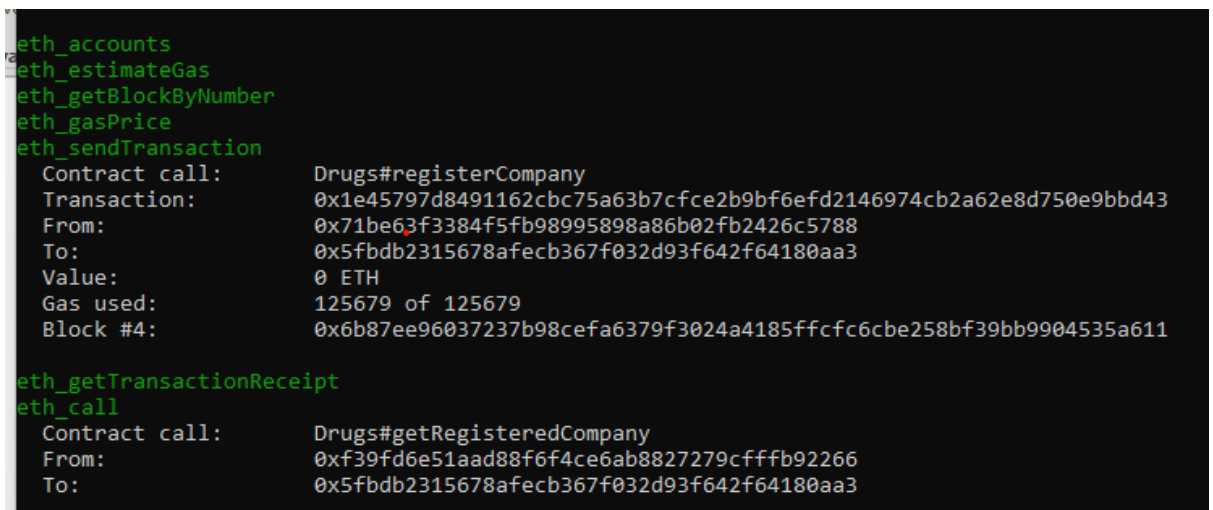 eth_accounts
eth_estimateGas
eth_getBlockByNumber
eth_gasPrice
eth_sendTransaction
Contract call: Drugs#registerCompany
Transaction: 0x1e45797d8491162cbc75a63b7cfce2b9bf6efd2146974cb2a62e8d750e9bbd43
From: 0x71be63f3384f5fb98995898a86b02fb2426c5788
To: 0x5fbdb2315678afecb367f032d93f642f64180aa3
Value: 0 ETH
Gas used: 125679 of 125679
Block #4: 0x6b87ee96037237b98cefa6379f3024a4185ffcfc6cbe258bf39bb9904535a611
eth_getTransactionReceipt
eth_call
Contract call: Drugs#getRegisteredCompany
From: 0xf39fd6e51aad88f6f4ce6ab8827279cfffb92266
To: 0x5fbdb2315678afecb367f032d93f642f64180aa3